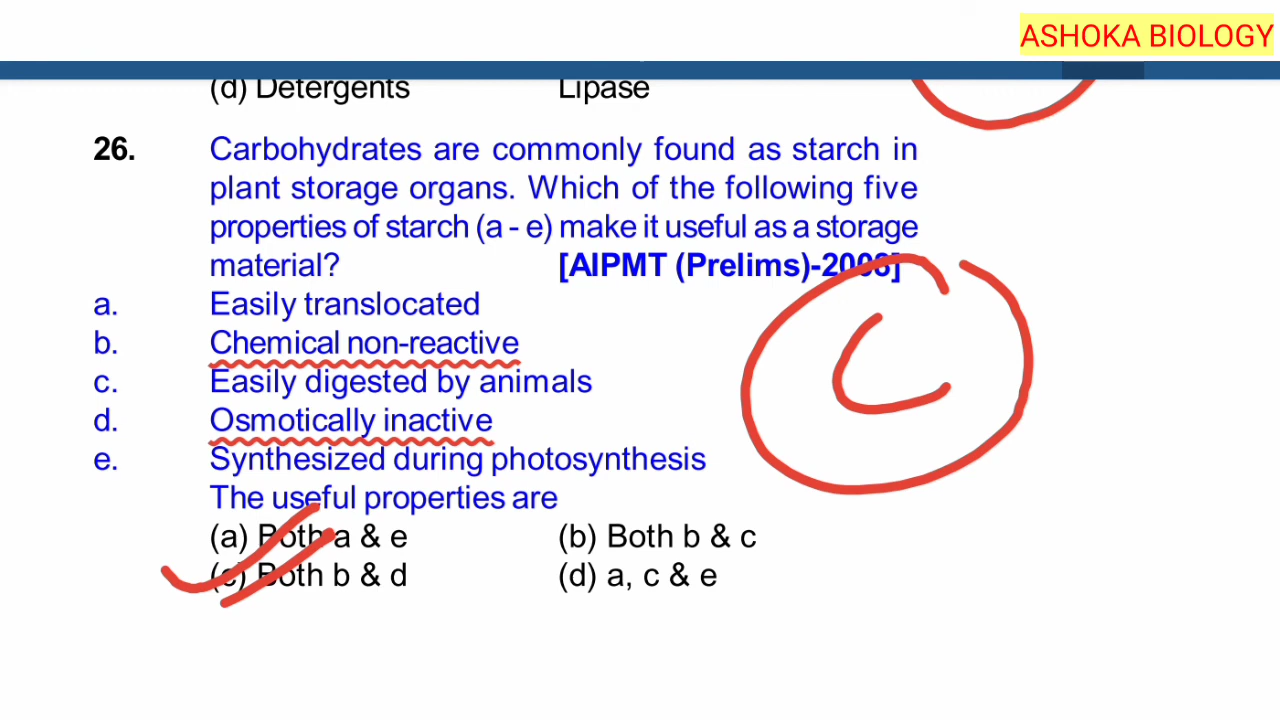 ASHOKA BIOLOGY
(d) Detergents Lipase
26. Carbohydrates are commonly found as starch in
plant storage organs. Which of the following five
properties of starch (a - e) make it useful as a storage
material? [AIPMT (Prelims)-2008]
a. Easily translocated
b. Chemical non-reactive
c. Easily digested by animals
d. Osmotically inactive
e. Synthesized during photosynthesis
The useful properties are
(a) Both a & e (b) Both b & c
(c) Both b & d (d) a, c & e
C